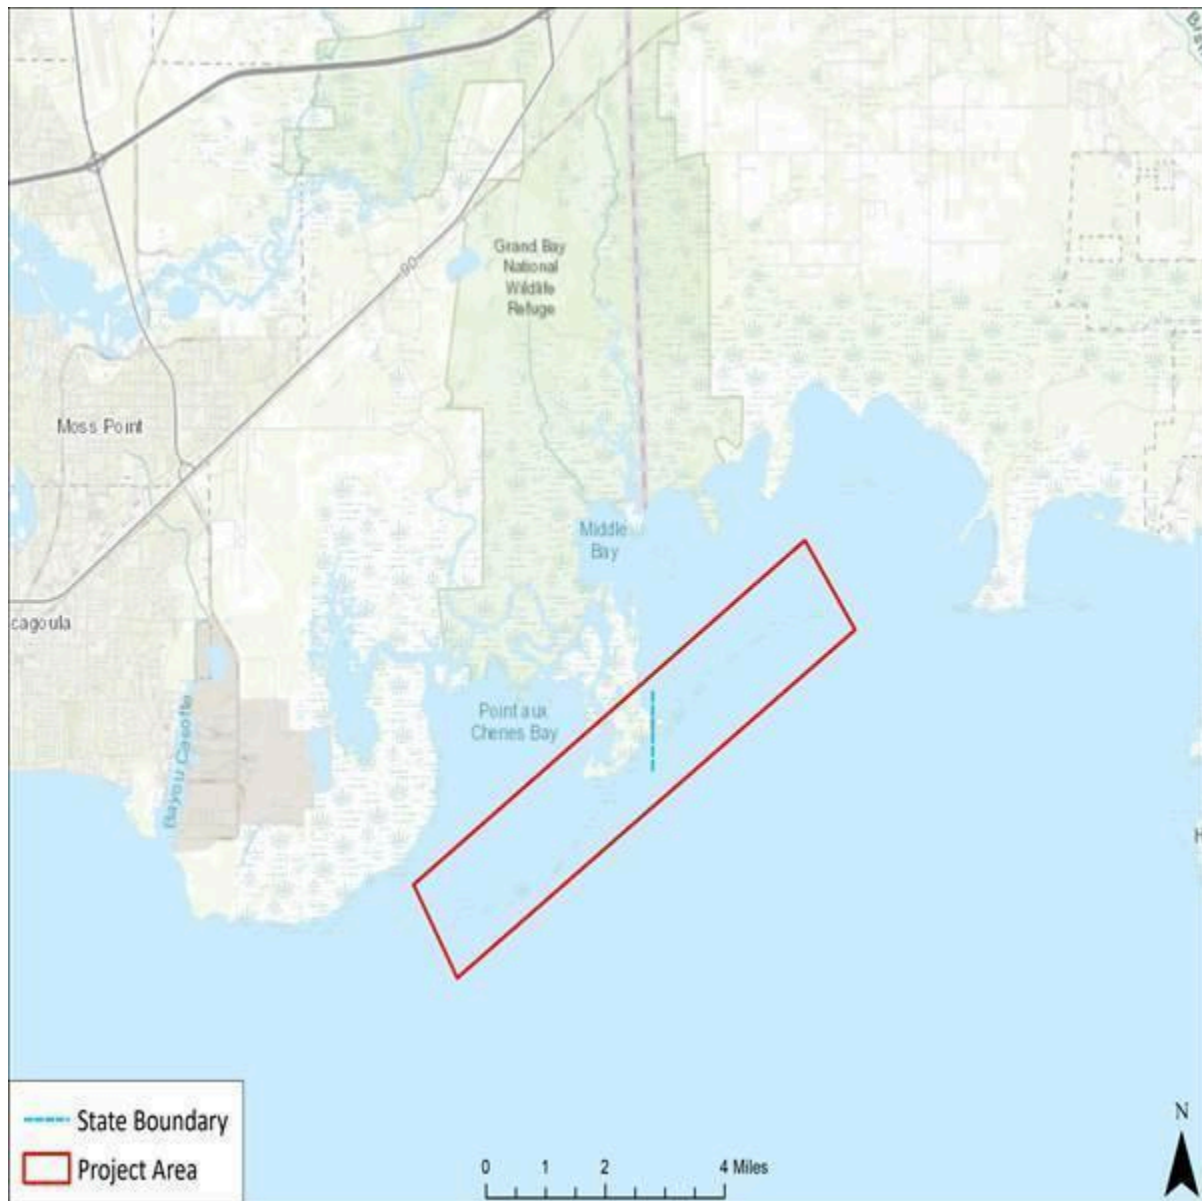 Grand Bay
National
Wildlife
Refuge
90
Moss Point
Middle
Bay
cagoula
Point aux
Chenes Bay
Bayou Casotte
H
State Boundary
Project Area
N
0 1 2 4 Miles